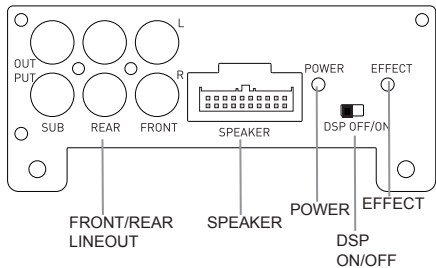 L
OUT
PUT
R
POWER
EFFECT
SUB
REAR
FRONT
SPEAKER
DSP OFF/ON
FRONT/REAR
LINEOUT
SPEAKER
POWER
EFFECT
DSP
ON/OFF